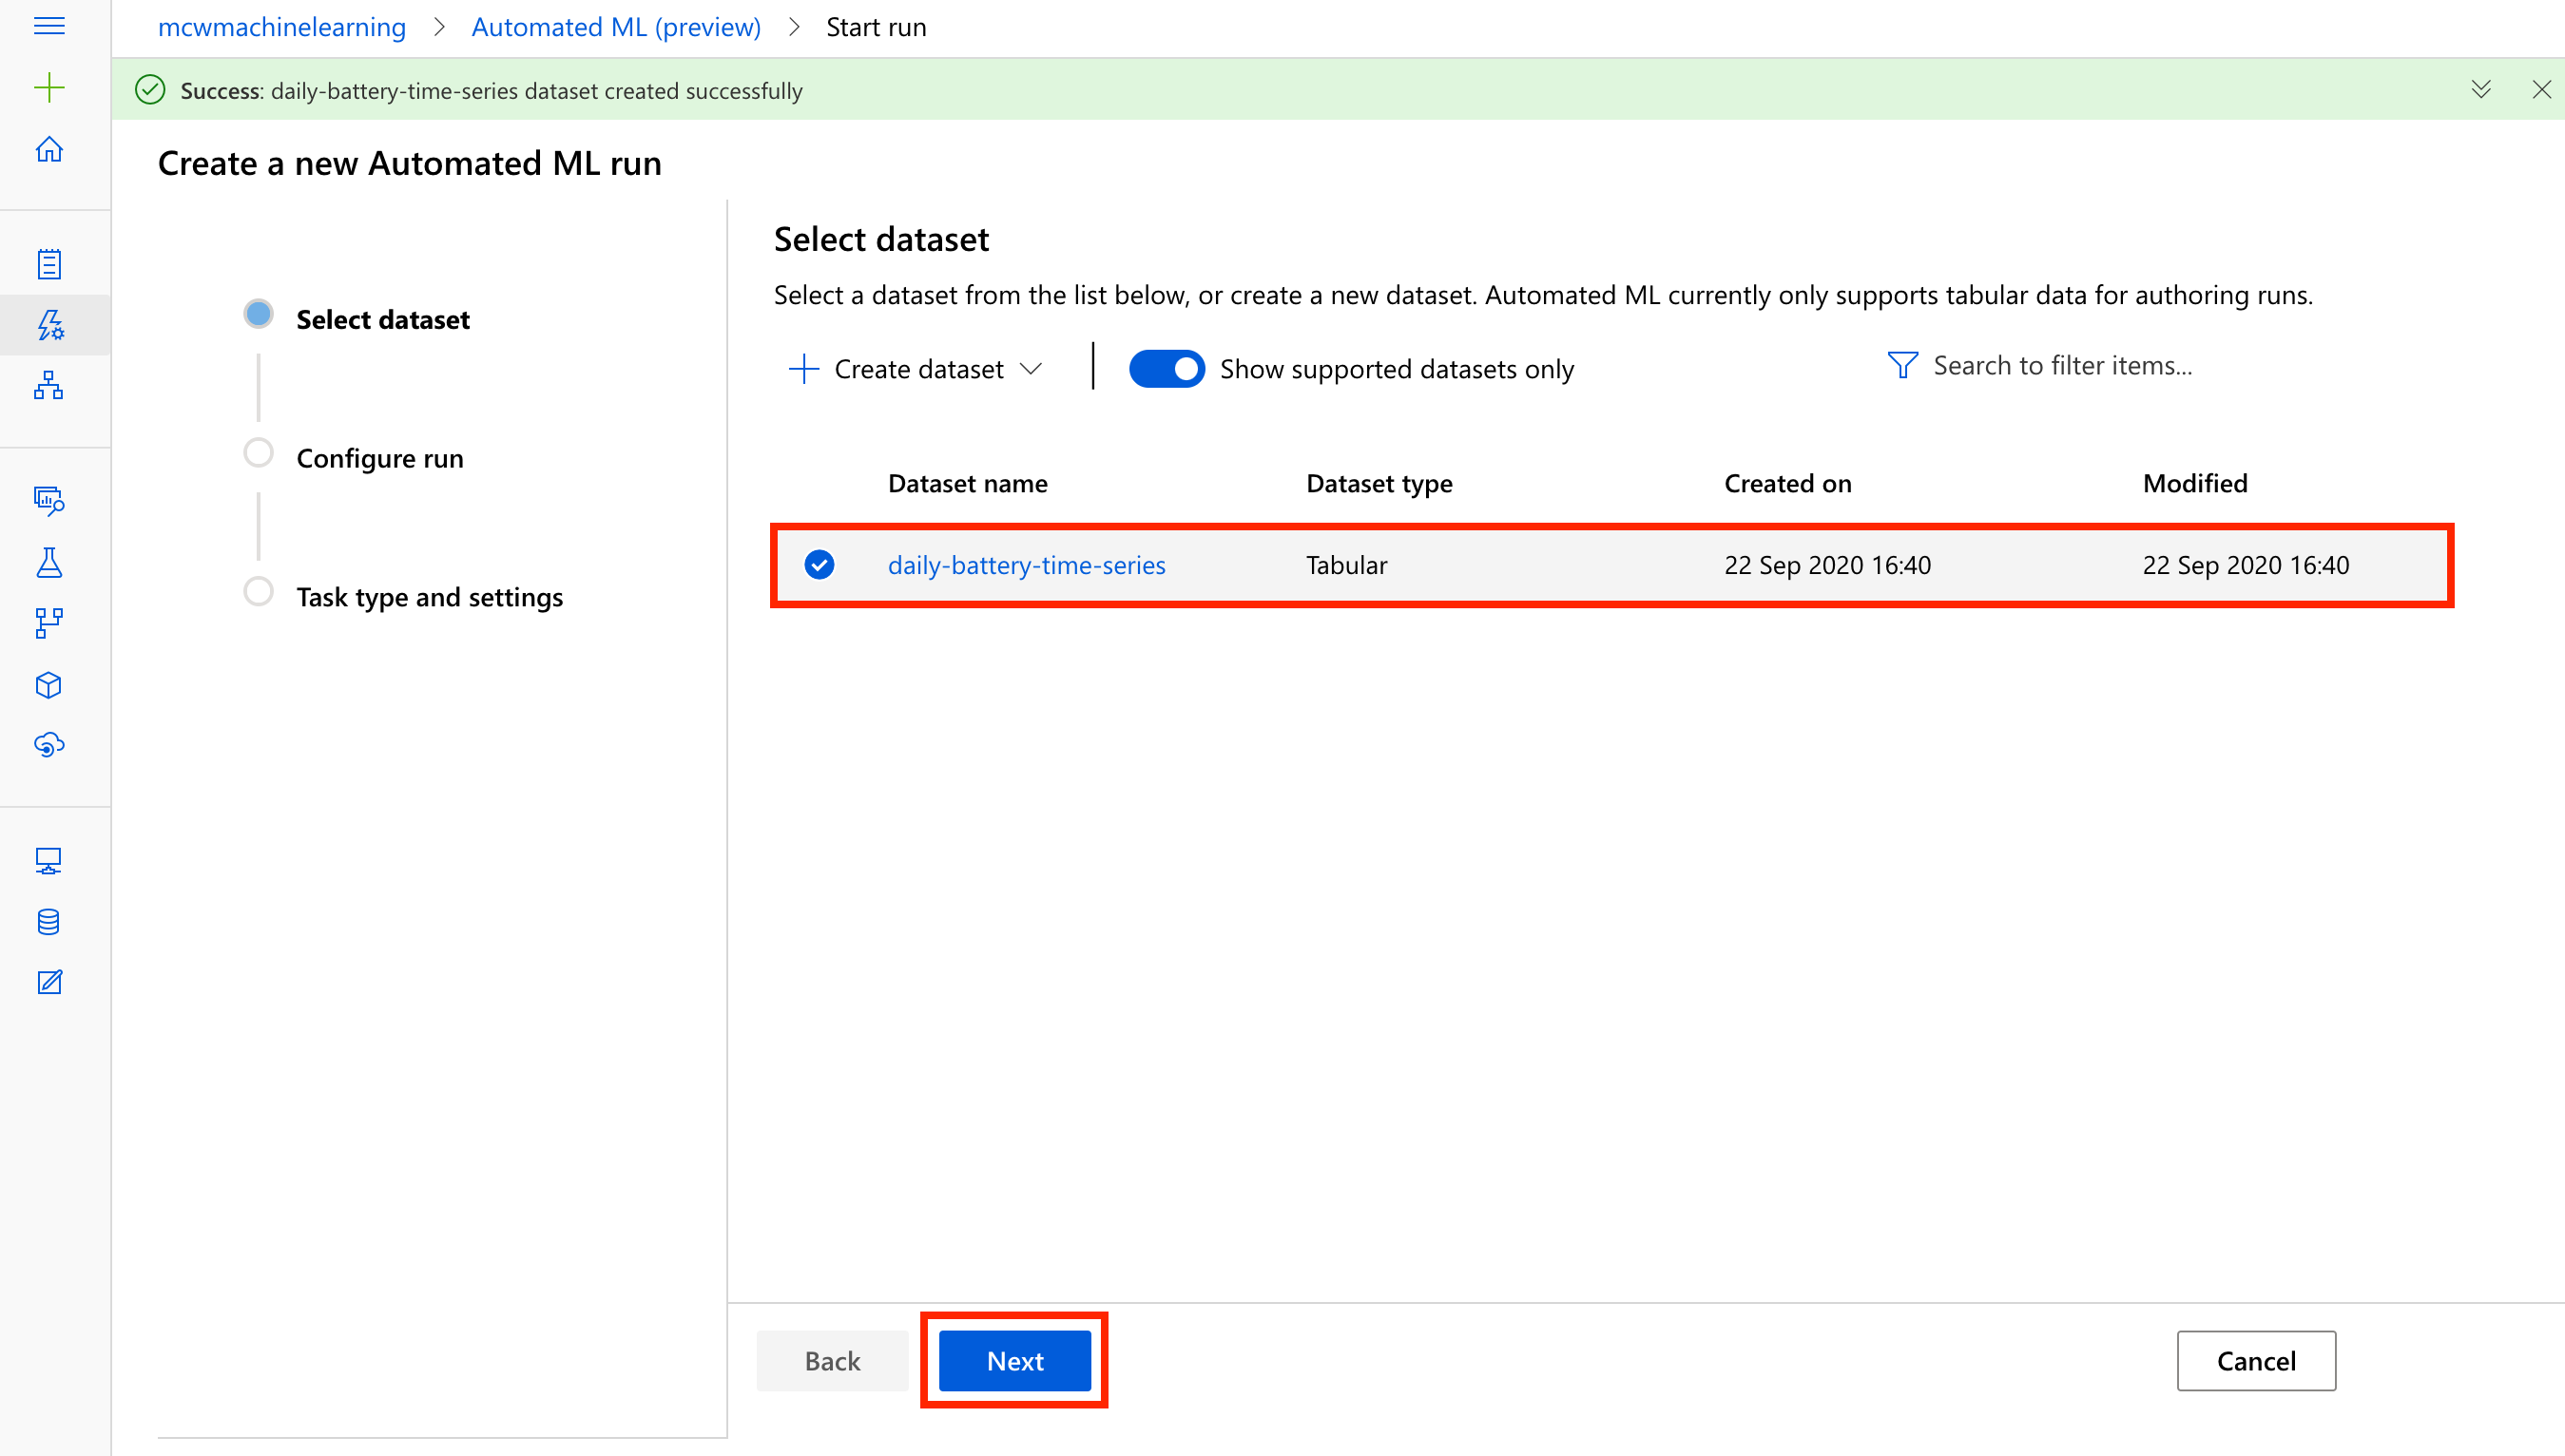 mcwmachinelearning > Automated ML (preview) > Start run
Success: daily-battery-time-series dataset created successfully
Create a new Automated ML run
Select dataset
Configure run
Task type and settings
Select dataset
Select a dataset from the list below, or create a new dataset. Automated ML currently only supports tabular data for authoring runs.
Create dataset Show supported datasets only Search to filter items...
Dataset name Dataset type Created on Modified
daily-battery-time-series Tabular 22 Sep 2020 16:40 22 Sep 2020 16:40
Back Next Cancel